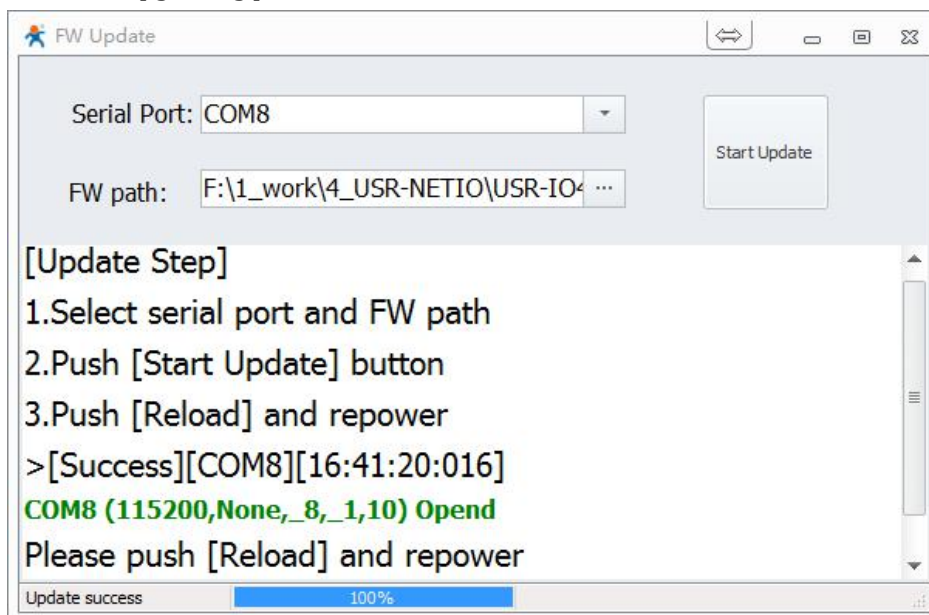 FW Update
Serial Port: COM8
Start Update
FW path: F:\1_work\4_USR-NETIO\USR-IO4 ...
[Update Step]
1.Select serial port and FW path
2.Push [Start Update] button
3.Push [Reload] and repower
>[Success][COM8][16:41:20:016]
COM8 (115200,None,_8,_1,10) Opend
Please push [Reload] and repower
Update success 100%